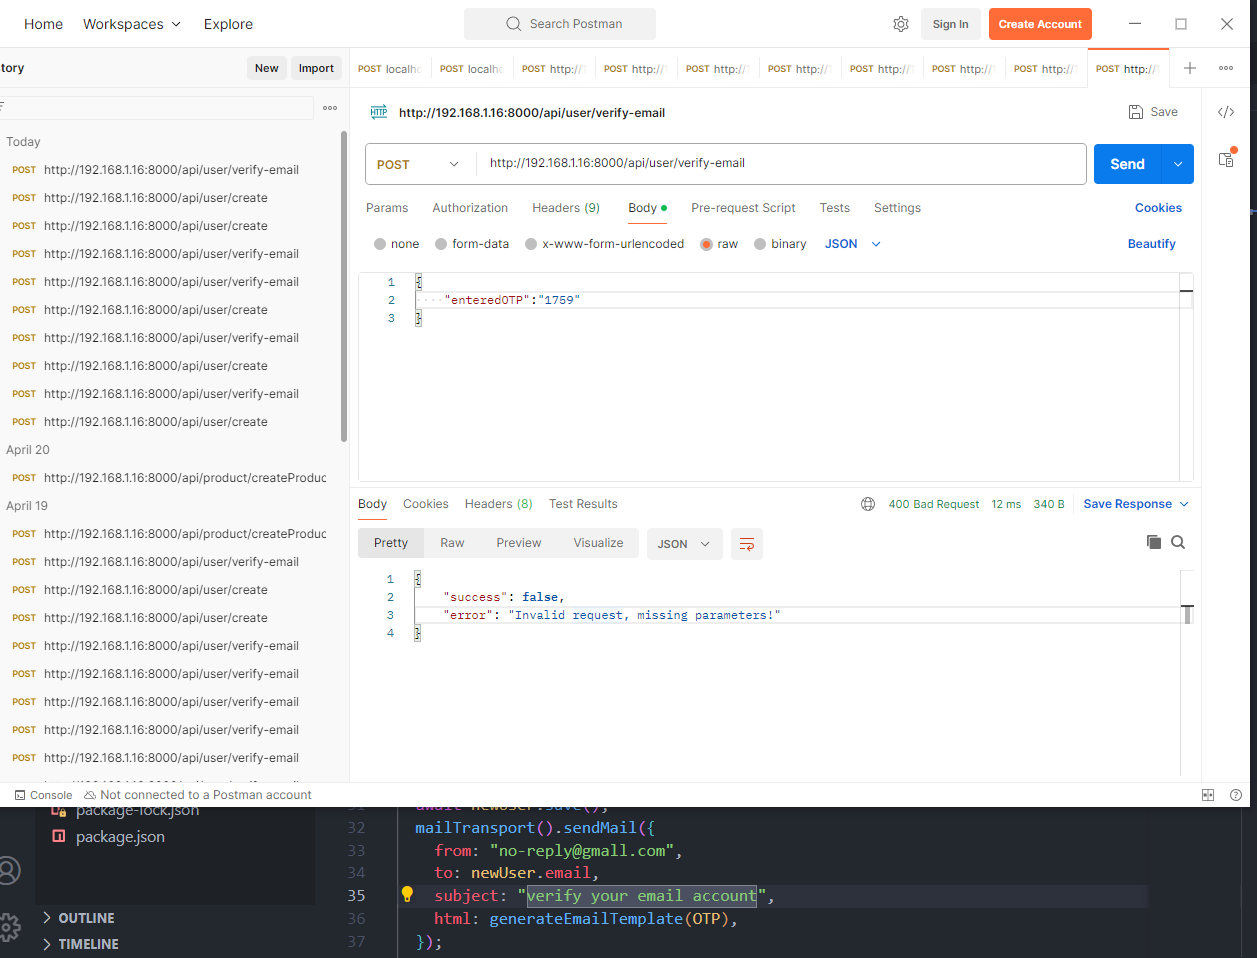 Home Workspaces Explore Search Postman Sign In Create Account
tory New Import
POST localho POST localho POST http:// POST http:// POST http:// POST http:// POST http:// POST http:// POST http:// POST http://
HTTP http://192.168.1.16:8000/api/user/verify-email Save
Today
POST http://192.168.1.16:8000/api/user/verify-email
POST http://192.168.1.16:8000/api/user/create
POST http://192.168.1.16:8000/api/user/create
POST http://192.168.1.16:8000/api/user/verify-email
POST http://192.168.1.16:8000/api/user/verify-email
POST http://192.168.1.16:8000/api/user/create
POST http://192.168.1.16:8000/api/user/verify-email
POST http://192.168.1.16:8000/api/user/create
POST http://192.168.1.16:8000/api/user/verify-email
POST http://192.168.1.16:8000/api/user/create
April 20
POST http://192.168.1.16:8000/api/product/createProduc
April 19
POST http://192.168.1.16:8000/api/product/createProduc
POST http://192.168.1.16:8000/api/user/verify-email
POST http://192.168.1.16:8000/api/user/create
POST http://192.168.1.16:8000/api/user/create
POST http://192.168.1.16:8000/api/user/verify-email
POST http://192.168.1.16:8000/api/user/verify-email
POST http://192.168.1.16:8000/api/user/verify-email
POST http://192.168.1.16:8000/api/user/verify-email
POST http://192.168.1.16:8000/api/user/verify-email
POST http://192.168.1.16:8000/api/user/verify-email Send
Params Authorization Headers (9) Body Pre-request Script Tests Settings Cookies
none form-data x-www-form-urlencoded raw binary JSON Beautify
1 {
2 "enteredOTP":"1759"
3 }
Body Cookies Headers (8) Test Results 400 Bad Request 12 ms 340 B Save Response
Pretty Raw Preview Visualize JSON
1 {
2 "success": false,
3 "error": "Invalid request, missing parameters!"
4 }
Console Not connected to a Postman account
package-lock.json
package.json
OUTLINE
TIMELINE
31 await newUser.save();
32 mailTransport().sendMail({
33 from: "no-reply@gmall.com",
34 to: newUser.email,
35 subject: "verify your email account",
36 html: generateEmailTemplate(OTP),
37 });